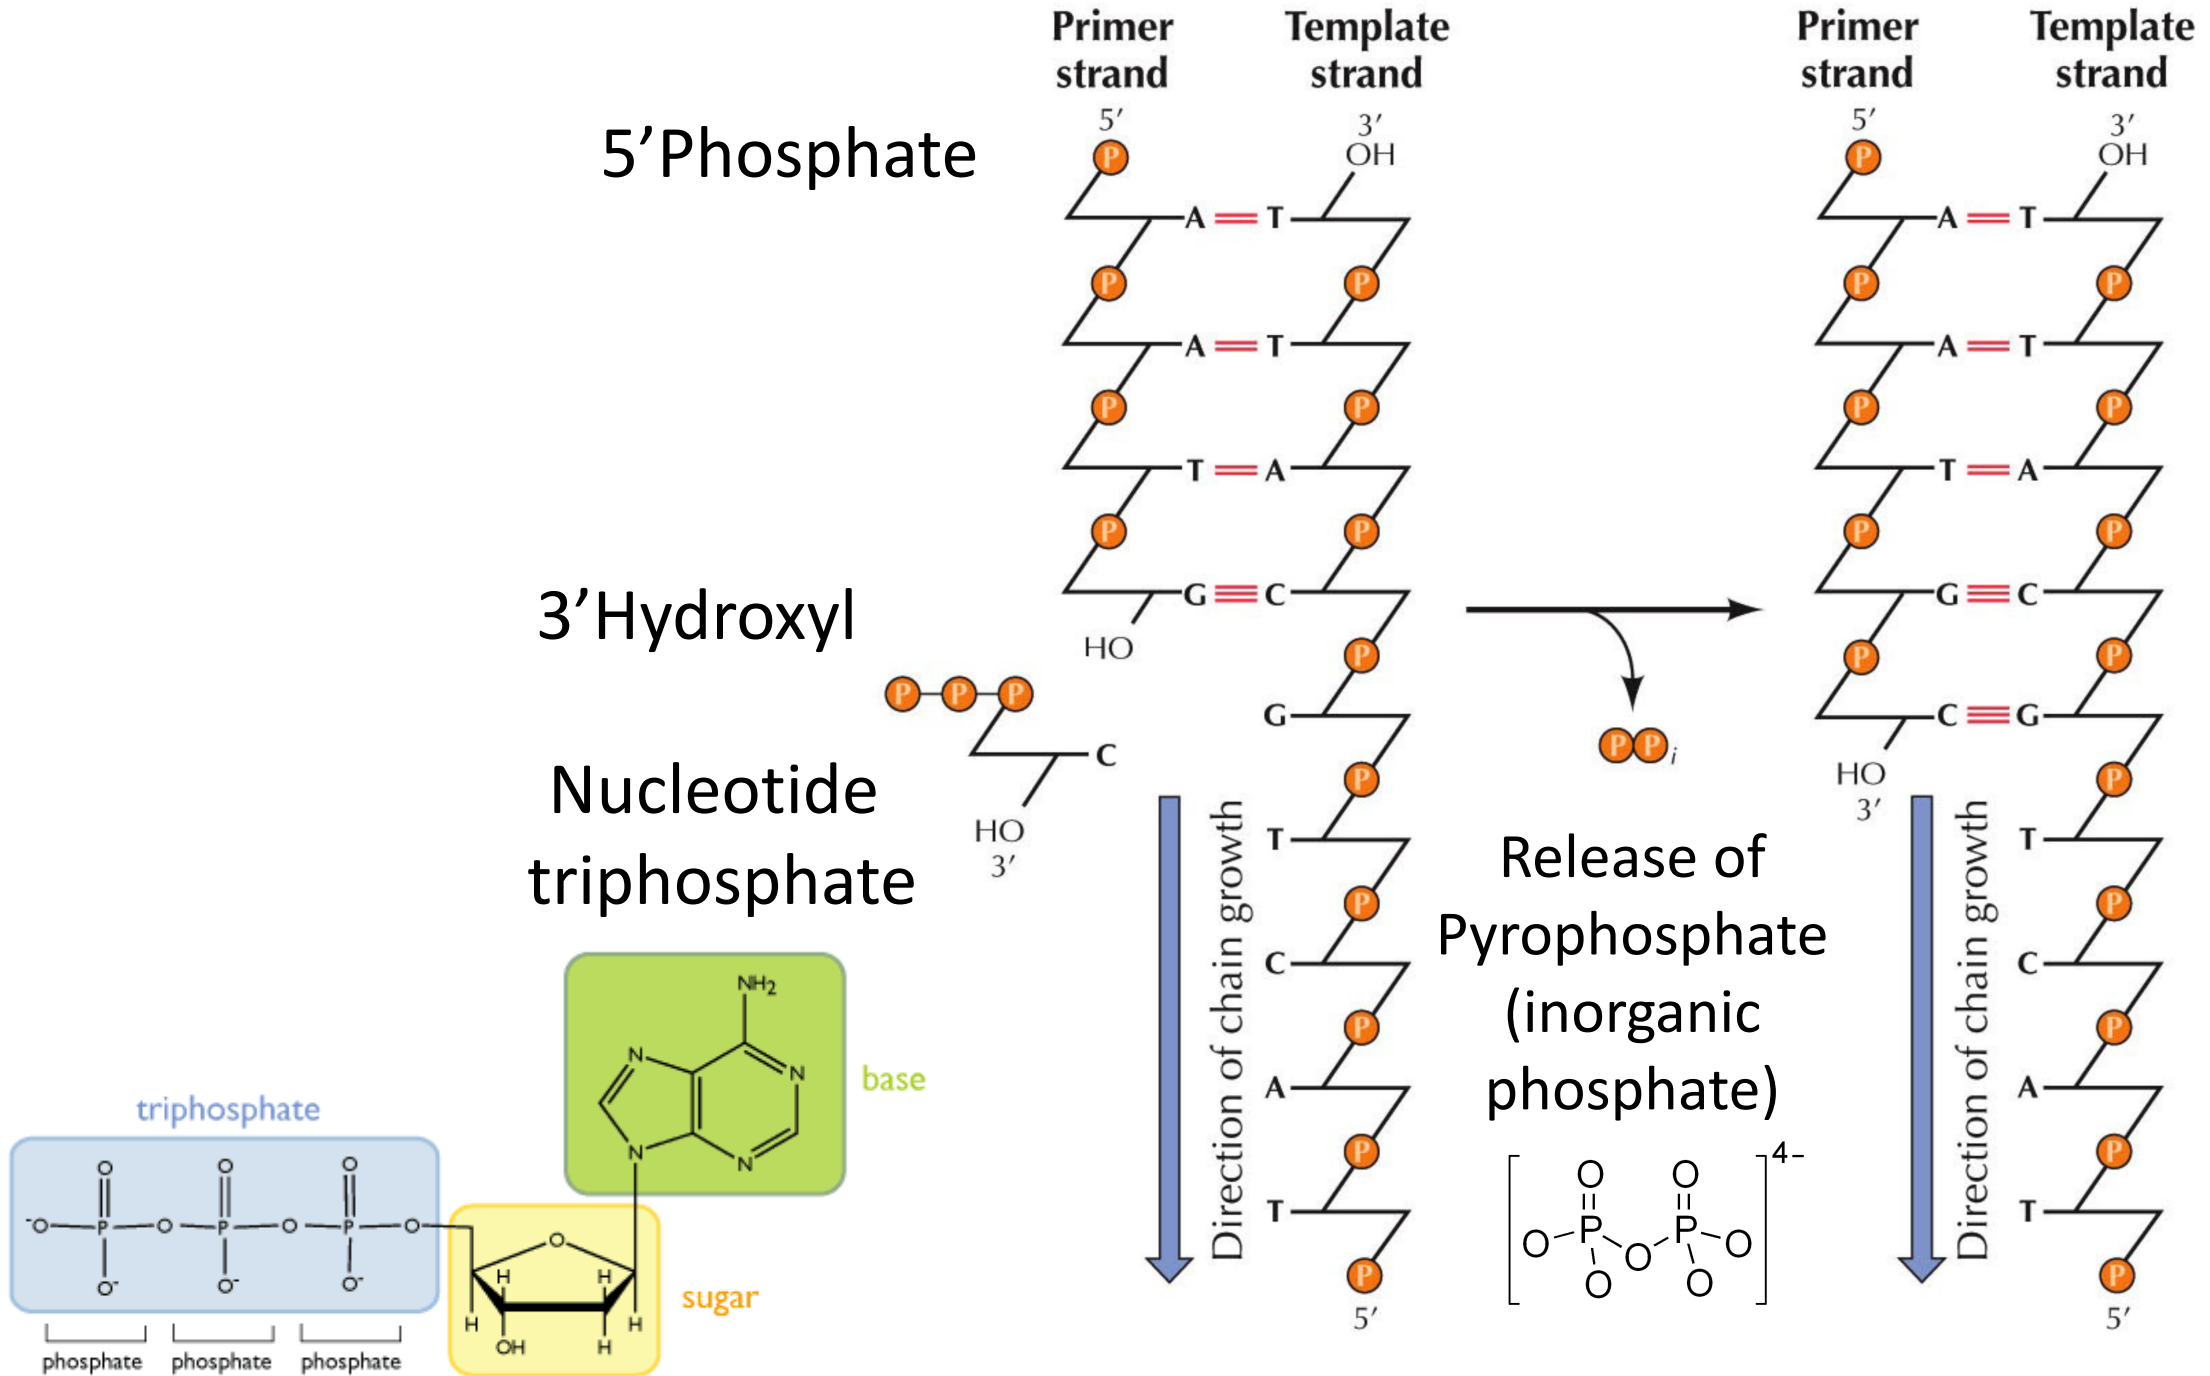 Primer strand
Template strand
Primer strand
Template strand
5′
3′
5′
3′
5′Phosphate
P
OH
P
OH
A T
A T
P P
P P
A T
A T
P P
P P
T A
T A
P P
P P
3′Hydroxyl
G C
G C
HO
P
P P
P P P
G
C G
C
PPi
HO
3′
P
P
Nucleotide
triphosphate
HO
3′
T
T
Direction of chain growth
Direction of chain growth
Release of
Pyrophosphate
(inorganic
phosphate)
P
P
C
C
P
P
A
A
P
P
T
T
P
P
5′
5′
4-
O O
P P
O O O
O O
NH2
N N
N N
base
triphosphate
O O O
-O P O P O P O
O- O- O-
O
H H
H H
OH H
sugar
phosphate phosphate phosphate